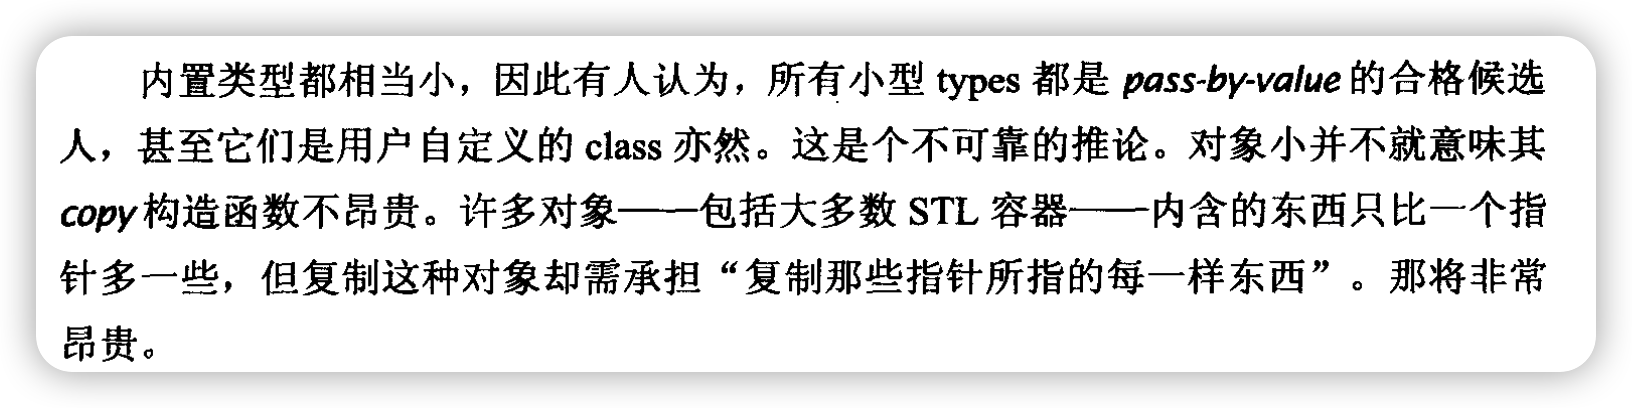 内置类型都相当小，因此有人认为，所有小型 types 都是 pass-by-value 的合格候选
人，甚至它们是用户自定义的 class 亦然。这是个不可靠的推论。对象小并不就意味其
copy 构造函数不昂贵。许多对象——包括大多数 STL 容器——内含的东西只比一个指
针多一些，但复制这种对象却需承担“复制那些指针所指的每一样东西”。那将非常
昂贵。